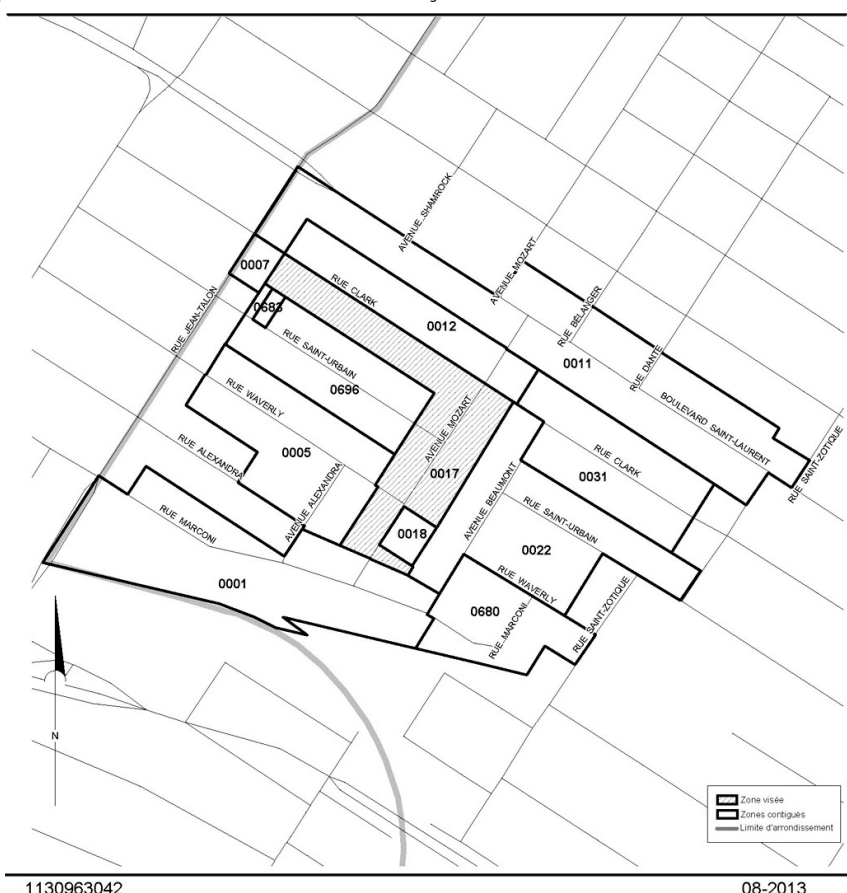 AVENUE SHAMROCK
AVENUE MOZART
RUE BÉLANGER
RUE DANTE
BOULEVARD SAINT-LAURENT
RUE SAINT-ZOTIQUE
0007
0683
RUE CLARK
0012
0011
RUE JEAN-TALON
RUE SAINT-URBAIN
0696
RUE WAVERLY
AVENUE MOZART
RUE ALEXANDRA
0005
AVENUE ALEXANDRA
0017
RUE CLARK
0031
AVENUE BEAUMONT
RUE SAINT-URBAIN
RUE MARCONI
0018
0022
0001
RUE WAVERLY
0680
RUE MARCONI
RUE SAINT-ZOTIQUE
N
Zone visée
Zones contiguës
Limite d'arrondissement
1130963042
08-2013